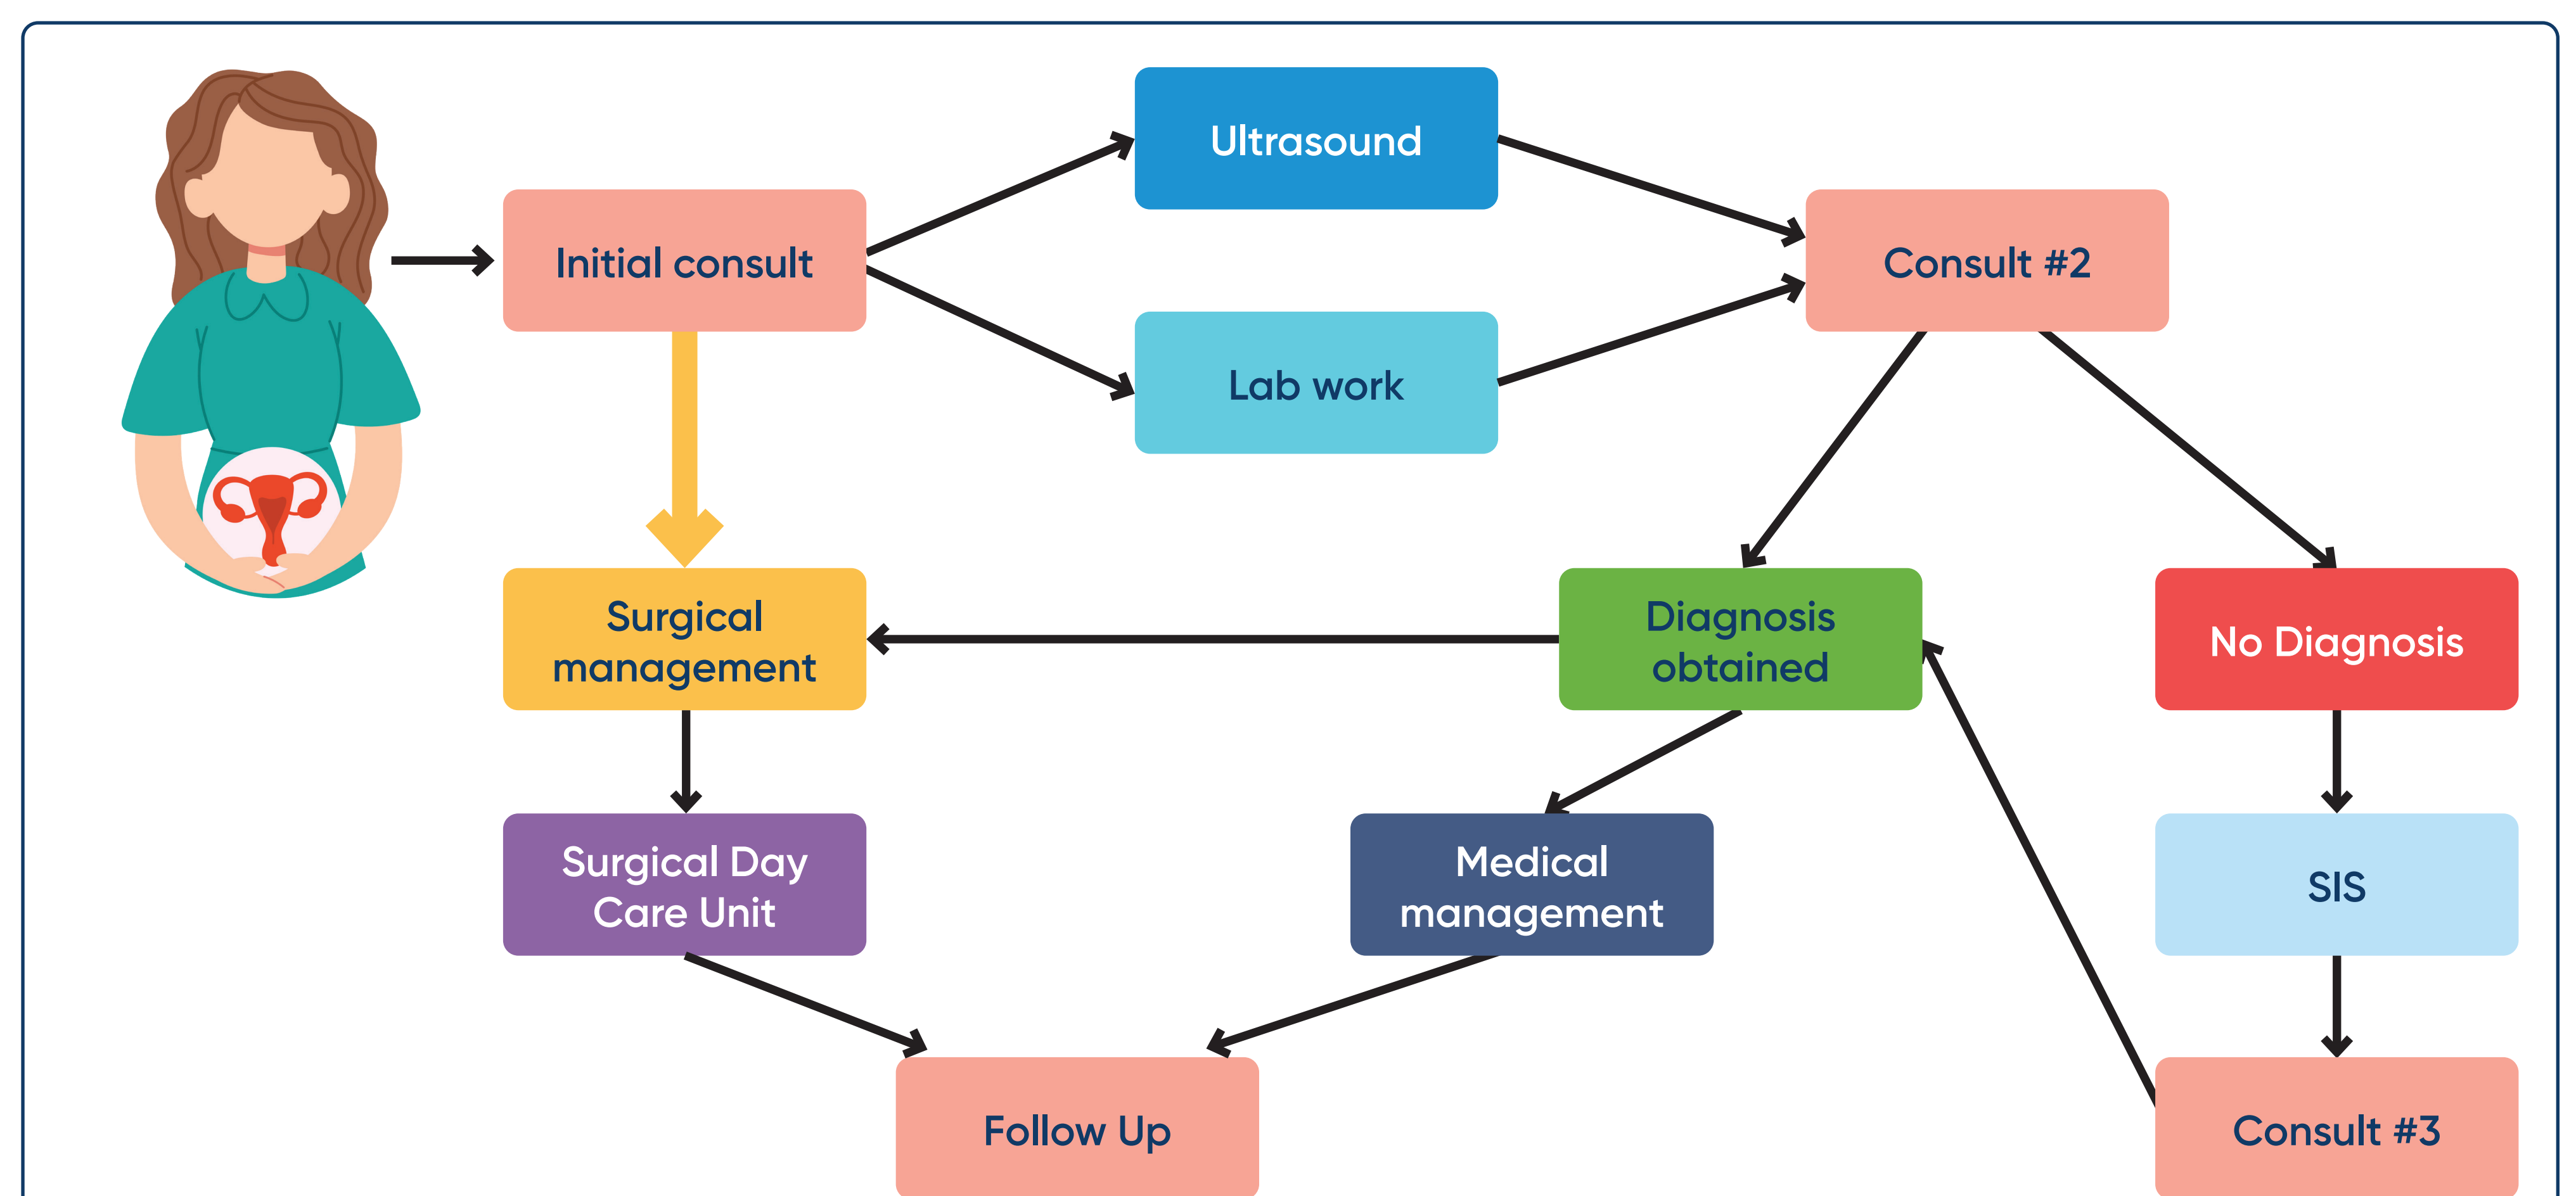 Ultrasound
Initial consult
Consult #2
Lab work
Surgical
management
Diagnosis
obtained
No Diagnosis
Surgical Day
Care Unit
Medical
management
SIS
Follow Up
Consult #3